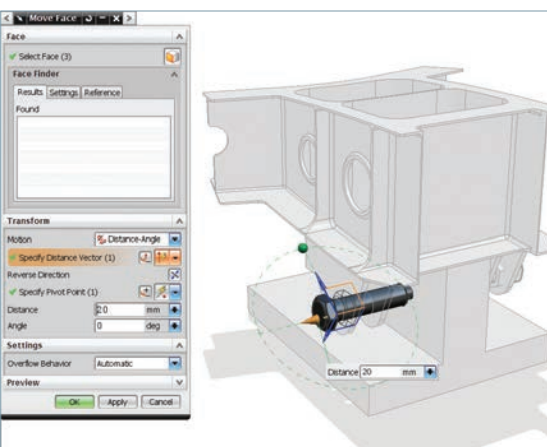 Move Face
Face
Select Face (3)
Face Finder
Results Settings Reference
Found
Transform
Motion Distance-Angle
Specify Distance Vector (1)
Reverse Direction
Specify Pivot Point (1)
Distance 20 mm
Angle 0 deg
Settings
Overflow Behavior Automatic
Preview
OK Apply Cancel
Distance 20 mm